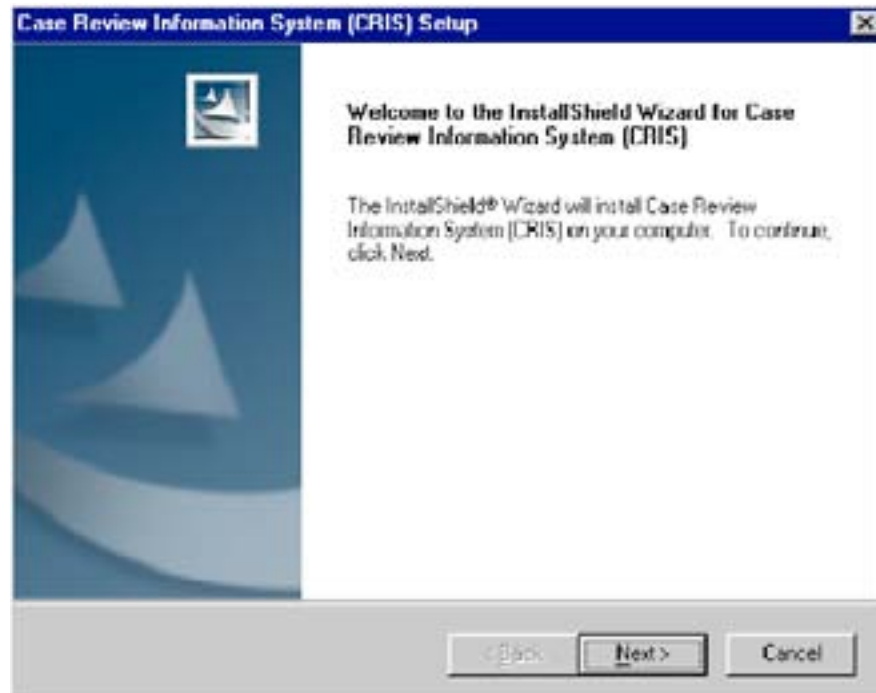 Case Review Information System (CRIS) Setup
Welcome to the InstallShield Wizard for Case
Review Information System (CRIS)
The InstallShield® Wizard will install Case Review
Information System (CRIS) on your computer. To continue,
click Next.
< Back
Next >
Cancel